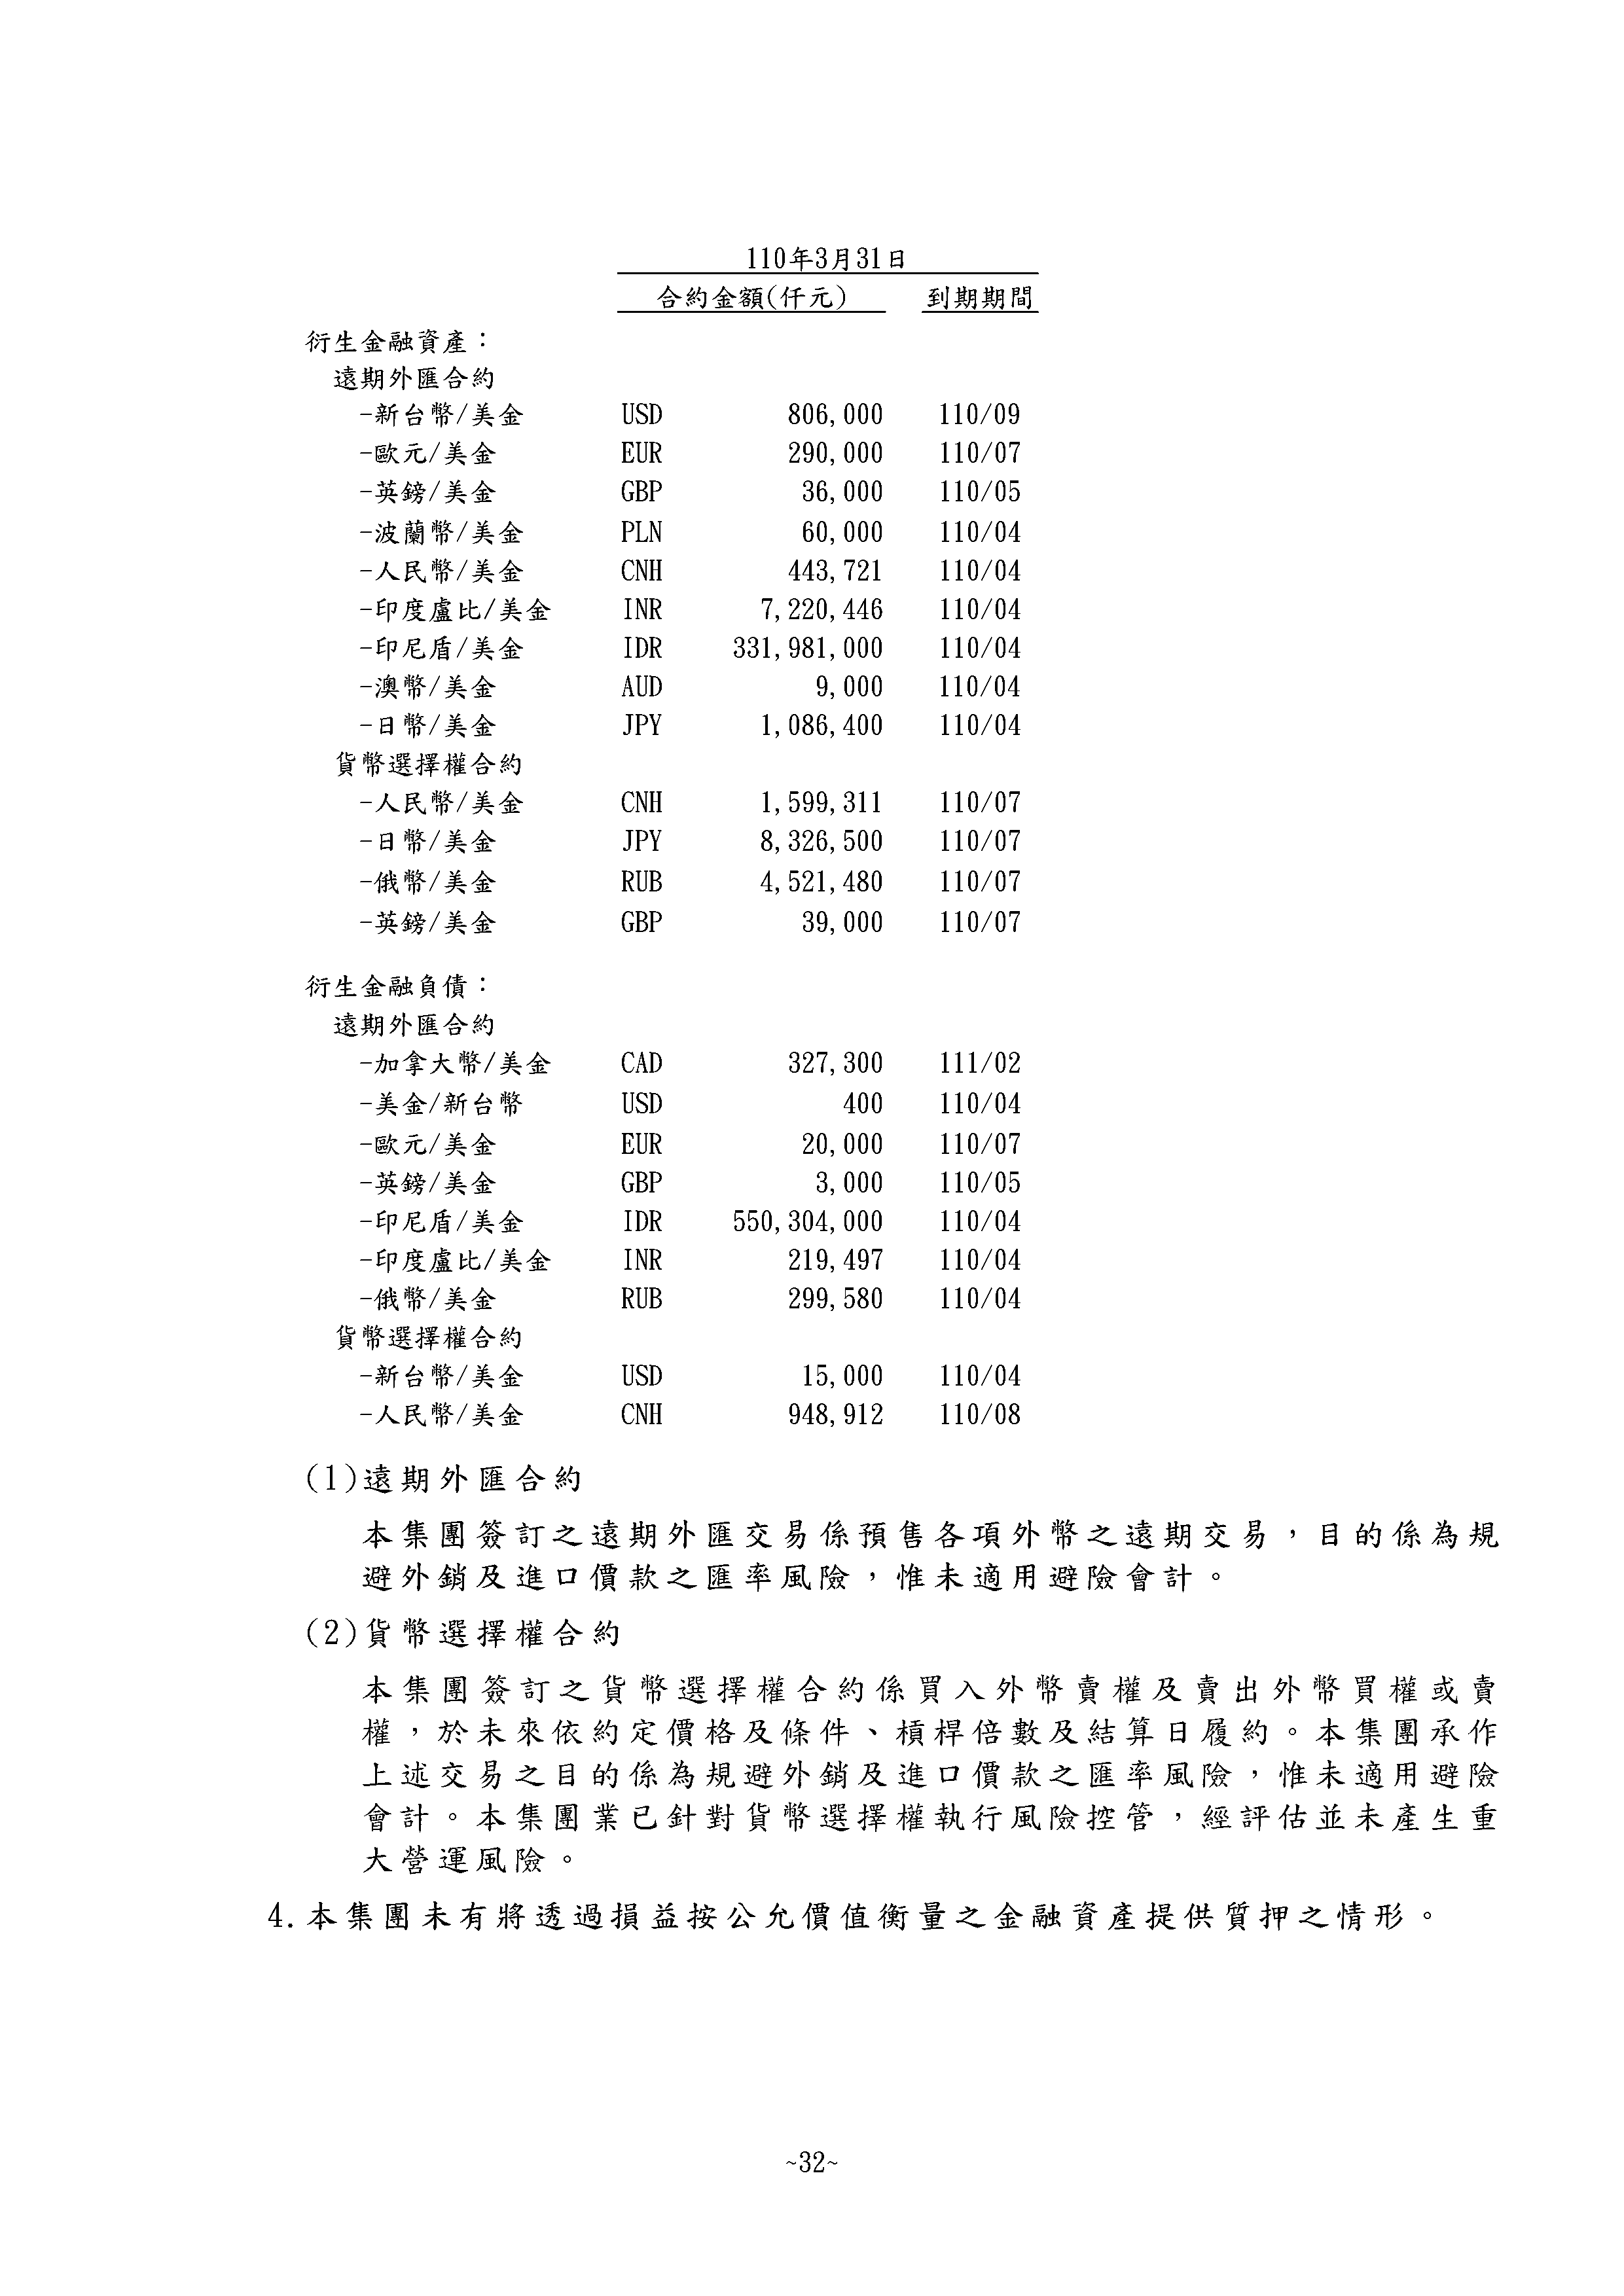 110年3月31日
合約金額(仟元) 到期期間
衍生金融資產：
遠期外匯合約
-新台幣/美金 USD 806,000 110/09
-歐元/美金 EUR 290,000 110/07
-英鎊/美金 GBP 36,000 110/05
-波蘭幣/美金 PLN 60,000 110/04
-人民幣/美金 CNH 443,721 110/04
-印度盧比/美金 INR 7,220,446 110/04
-印尼盾/美金 IDR 331,981,000 110/04
-澳幣/美金 AUD 9,000 110/04
-日幣/美金 JPY 1,086,400 110/04
貨幣選擇權合約
-人民幣/美金 CNH 1,599,311 110/07
-日幣/美金 JPY 8,326,500 110/07
-俄幣/美金 RUB 4,521,480 110/07
-英鎊/美金 GBP 39,000 110/07
衍生金融負債：
遠期外匯合約
-加拿大幣/美金 CAD 327,300 111/02
-美金/新台幣 USD 400 110/04
-歐元/美金 EUR 20,000 110/07
-英鎊/美金 GBP 3,000 110/05
-印尼盾/美金 IDR 550,304,000 110/04
-印度盧比/美金 INR 219,497 110/04
-俄幣/美金 RUB 299,580 110/04
貨幣選擇權合約
-新台幣/美金 USD 15,000 110/04
-人民幣/美金 CNH 948,912 110/08
(1)遠期外匯合約
本集團簽訂之遠期外匯交易係預售各項外幣之遠期交易，目的係為規
避外銷及進口價款之匯率風險，惟未適用避險會計。
(2)貨幣選擇權合約
本集團簽訂之貨幣選擇權合約係買入外幣賣權及賣出外幣買權或賣
權，於未來依約定價格及條件、槓桿倍數及結算日履約。本集團承作
上述交易之目的係為規避外銷及進口價款之匯率風險，惟未適用避險
會計。本集團業已針對貨幣選擇權執行風險控管，經評估並未產生重
大營運風險。
4.本集團未有將透過損益按公允價值衡量之金融資產提供質押之情形。
~32~